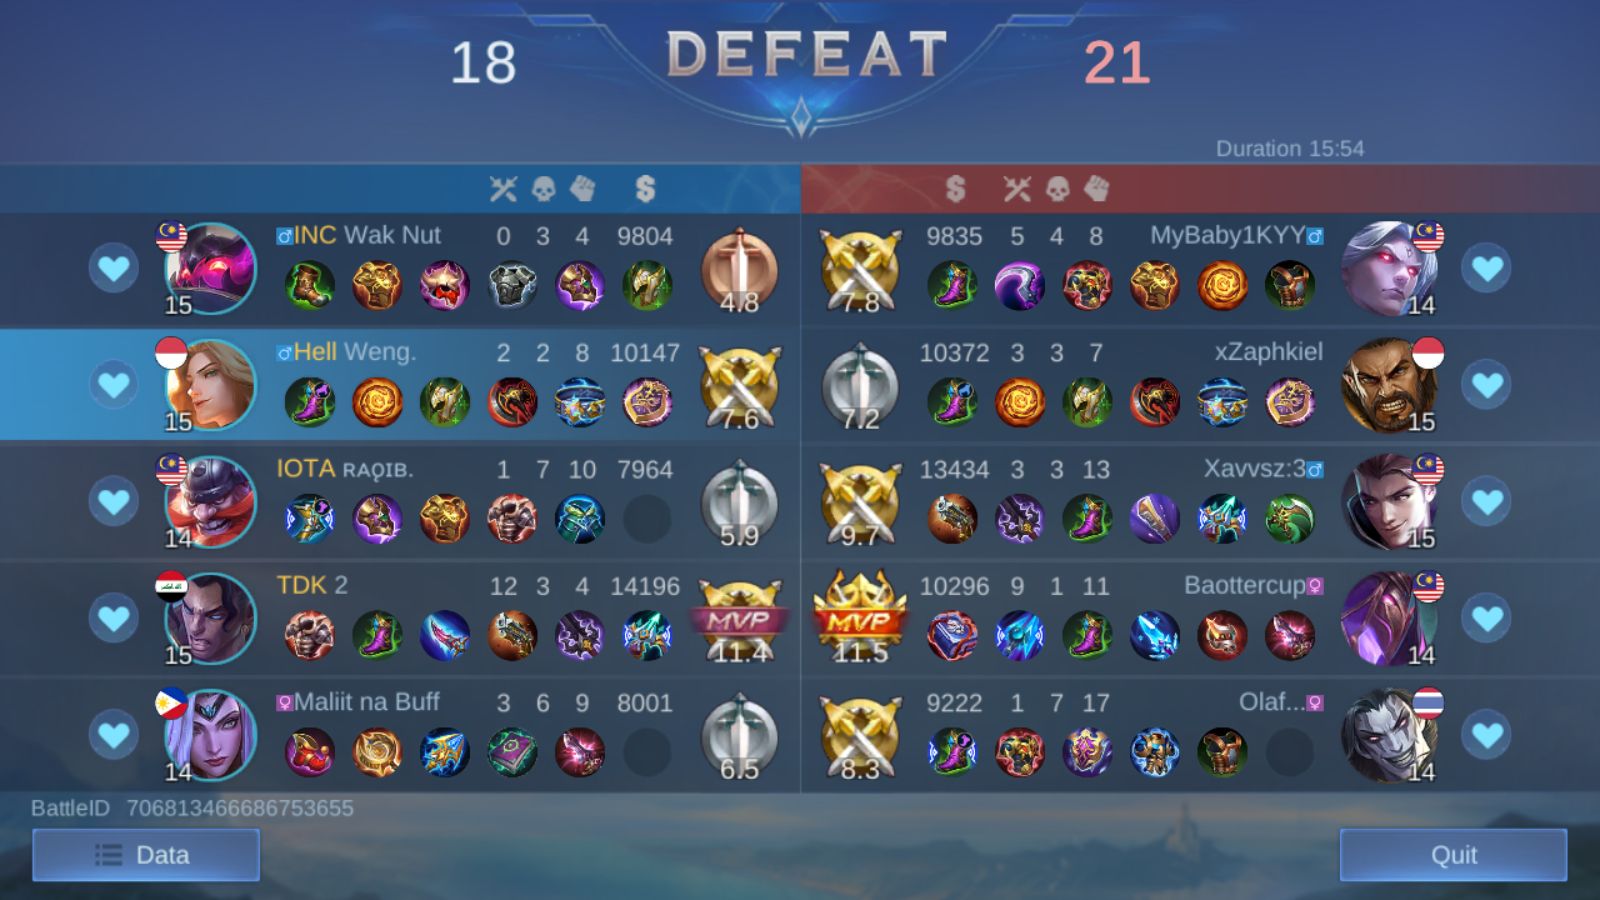 18 DEFEAT 21
Duration 15:54
INC Wak Nut 0 3 4 9804
15 4.8
7.8 9835 5 4 8 MyBaby1KYY
14
Hell Weng. 2 2 8 10147
15 7.6
7.2 10372 3 3 7 xZaphkiel
15
IOTA ʀᴀǫɪʙ. 1 7 10 7964
14 5.9
9.7 13434 3 3 13 Xavvsz:3
15
TDK 2 12 3 4 14196
MVP
15 11.4
MVP
11.5 10296 9 1 11 Baottercup
14
Maliit na Buff 3 6 9 8001
14 6.5
8.3 9222 1 7 17 Olaf...
14
BattleID 706813466686753655
Data
Quit